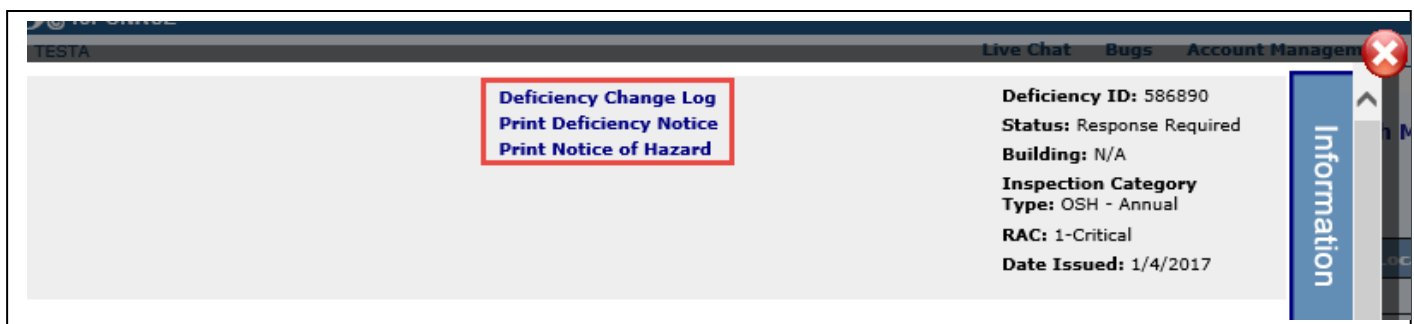 TESTA
Live Chat Bugs Account Managem
Deficiency Change Log
Print Deficiency Notice
Print Notice of Hazard
Deficiency ID: 586890
Status: Response Required
Building: N/A
Inspection Category
Type: OSH - Annual
RAC: 1-Critical
Date Issued: 1/4/2017
Information